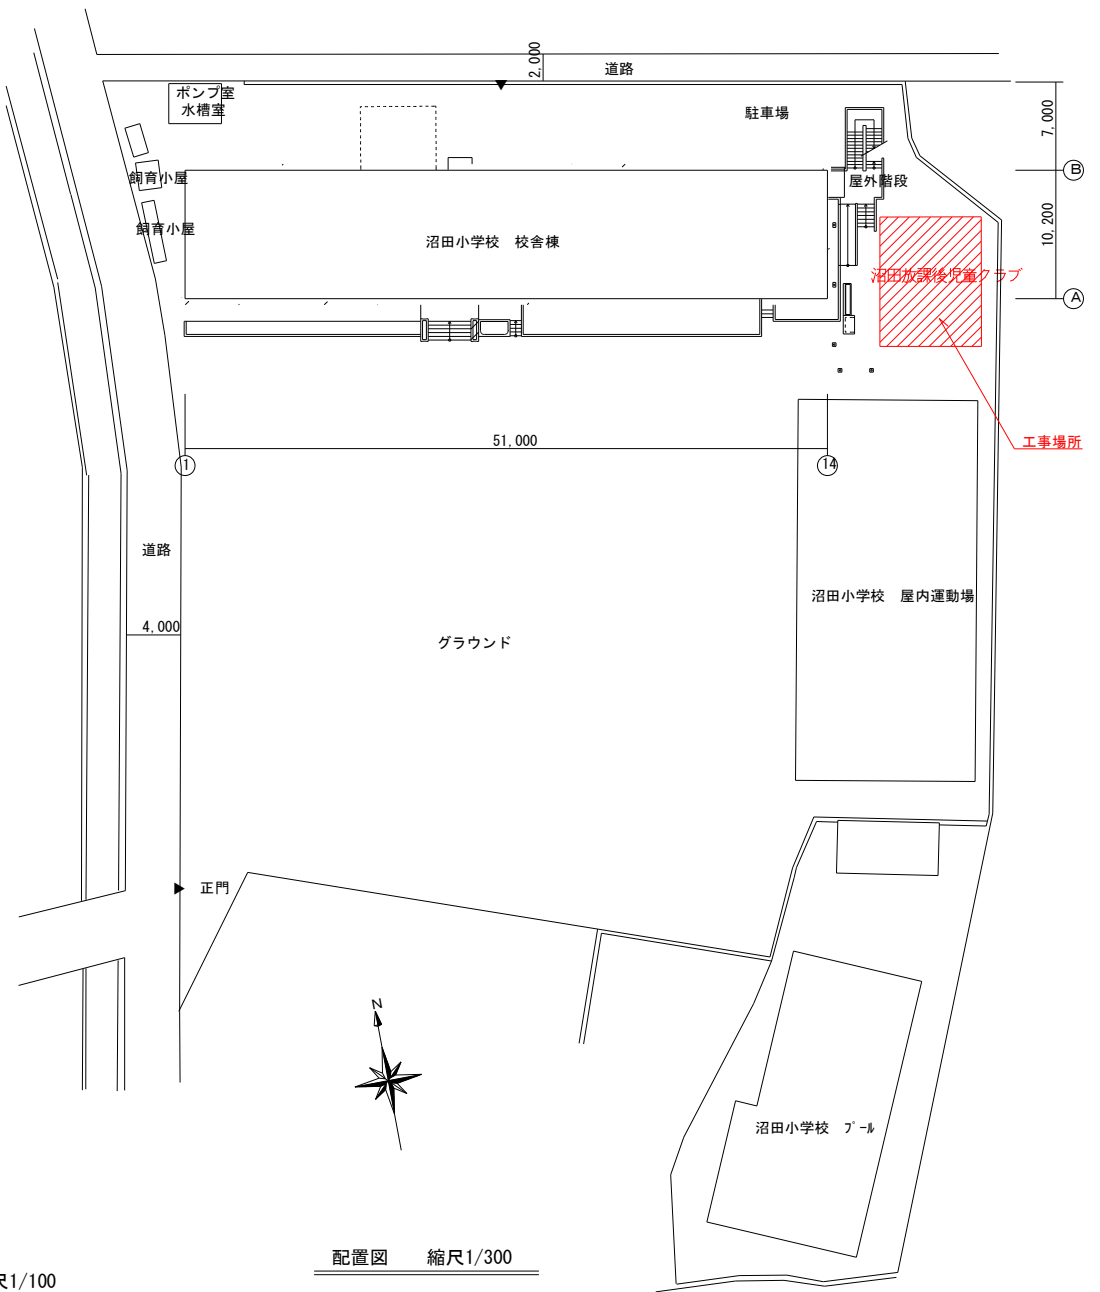 2,000
道路
ポンプ室
水槽室
駐車場
7,000
B
飼育小屋
屋外階段
飼育小屋
沼田小学校　校舎棟
10,200
沼田放課後児童クラブ
A
51,000
工事場所
1
14
道路
沼田小学校　屋内運動場
4,000
グラウンド
正門
N
沼田小学校　プール
配置図　縮尺1/300
尺1/100